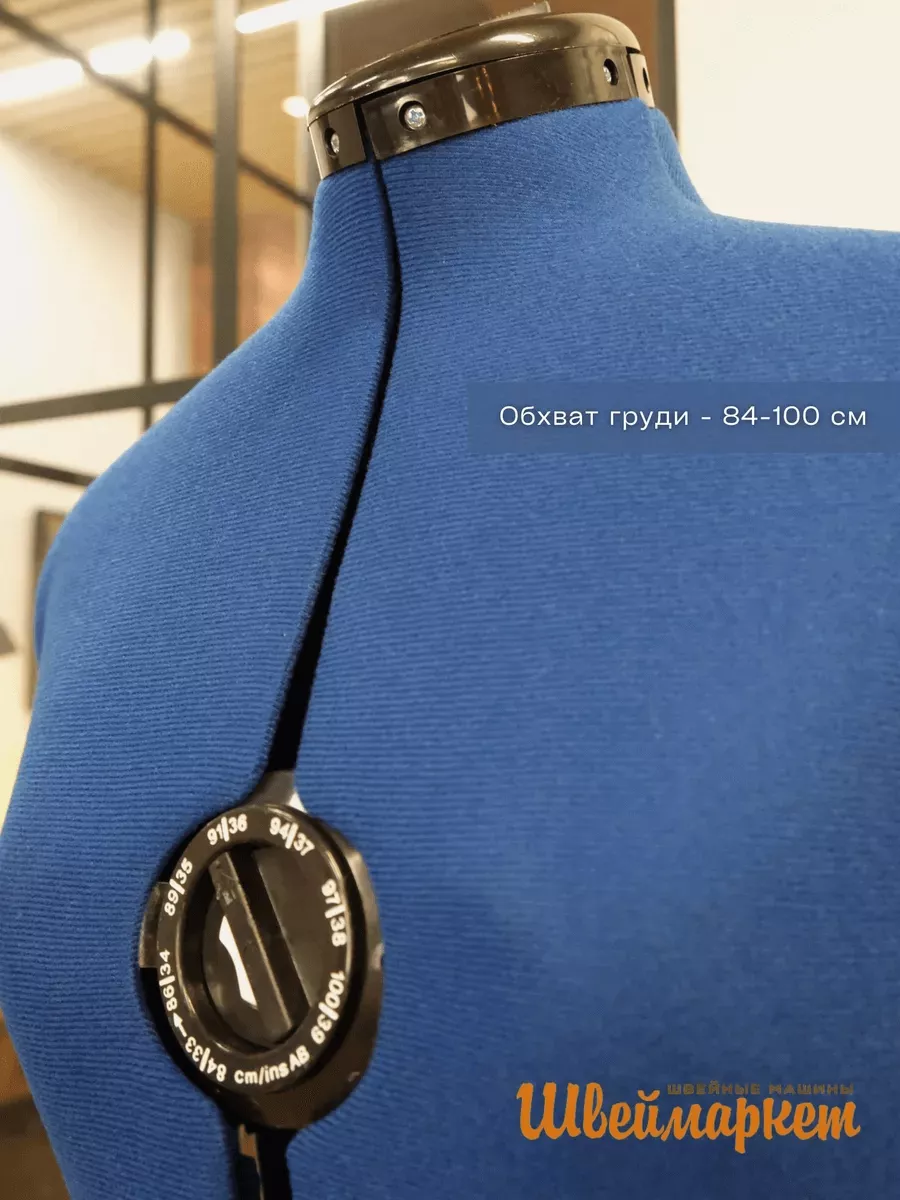 Обхват груди - 84-100 см
91|36
94|37
89|35
97|38
86|34
100|39
84|33
cm/ins AB
ШВЕЙНЫЕ МАШИНЫ
Швеймаркет